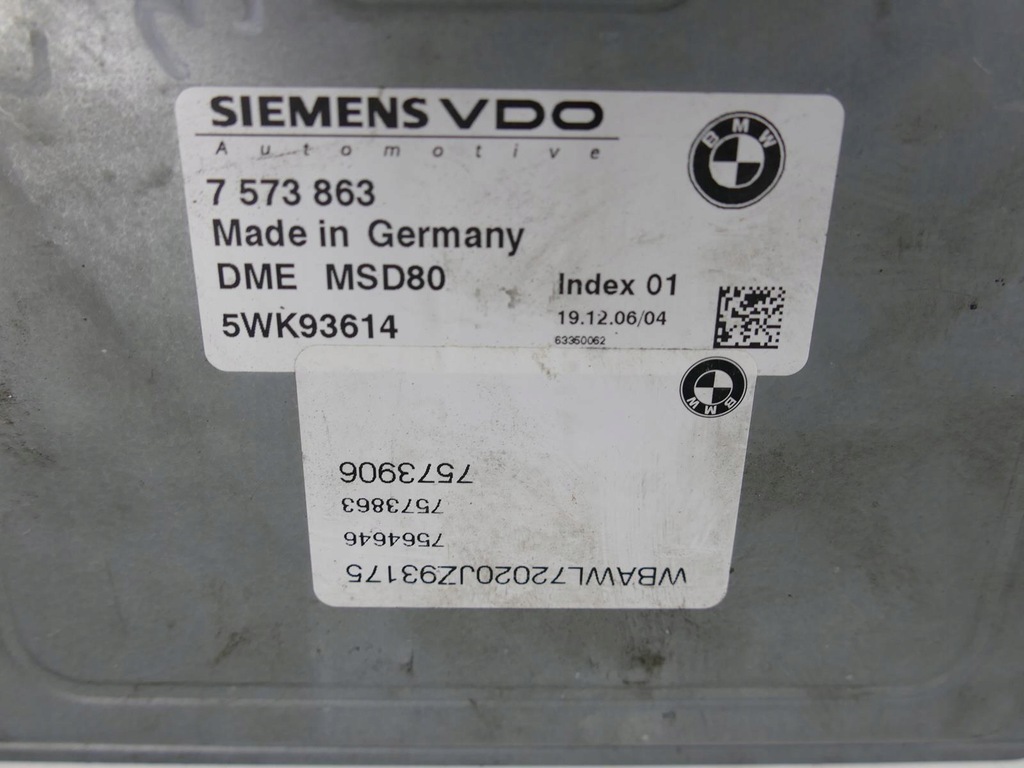 SIEMENS VDO
Automotive
BMW
7 573 863
Made in Germany
DME MSD80
Index 01
5WK93614
19.12.06/04
63360062
BMW
WBAWL72020JZ93175
7564646
7573863
7573906